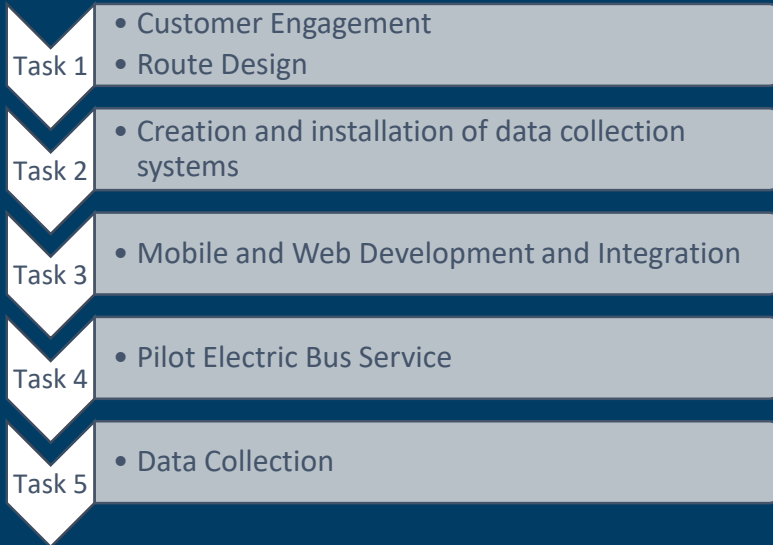 Task 1
• Customer Engagement
• Route Design
Task 2
• Creation and installation of data collection
systems
Task 3
• Mobile and Web Development and Integration
Task 4
• Pilot Electric Bus Service
Task 5
• Data Collection